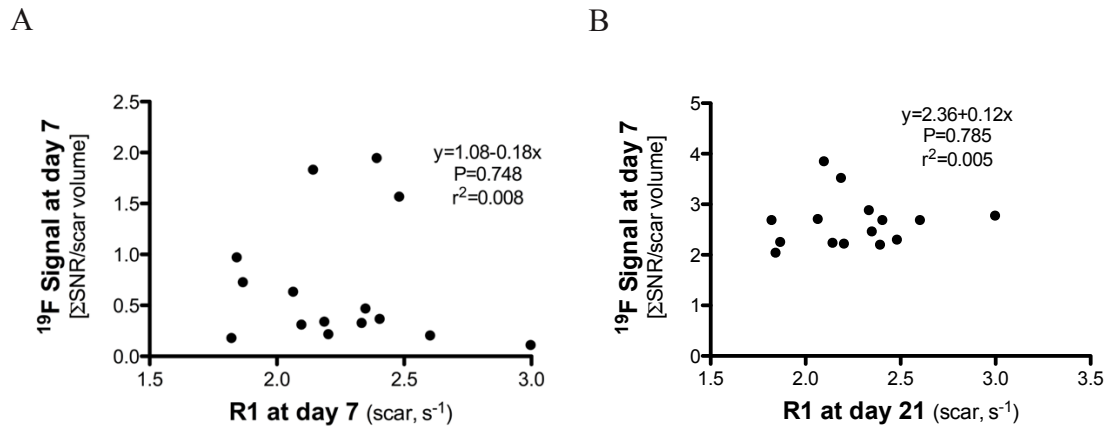 A
¹⁹F Signal at day 7
[ΣSNR/scar volume]
2.5
2.0
1.5
1.0
0.5
0.0
y=1.08-0.18x
P=0.748
r²=0.008
1.5 2.0 2.5 3.0
R1 at day 7 (scar, s⁻¹)
B
¹⁹F Signal at day 7
[ΣSNR/scar volume]
5
4
3
2
1
0
y=2.36+0.12x
P=0.785
r²=0.005
1.5 2.0 2.5 3.0 3.5
R1 at day 21 (scar, s⁻¹)